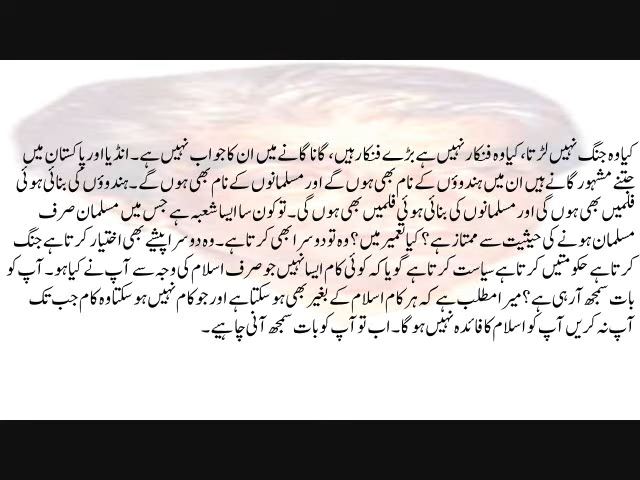 کیا وہ جنگ نہیں لڑتا، کیا وہ فنکار نہیں ہے بڑے فنکار ہیں، گانا گانے میں ان کا جواب نہیں ہے۔ انڈیا اور پاکستان میں
جتنے مشہور گانے ہیں ان میں ہندوؤں کے نام بھی ہوں گے اور مسلمانوں کے نام بھی ہوں گے۔ ہندوؤں کی بنائی ہوئی
فلمیں بھی ہوں گی اور مسلمانوں کی بنائی ہوئی فلمیں بھی ہوں گی۔ تو کون سا ایسا شعبہ ہے جس میں مسلمان صرف
مسلمان ہونے کی حیثیت سے ممتاز ہے؟ کیا تعمیر میں؟ وہ تو دوسرا بھی کرتا ہے۔ وہ دوسرا پیشے بھی اختیار کرتا ہے جنگ
کرتا ہے حکومتیں کرتا ہے سیاست کرتا ہے گویا کہ کوئی کام ایسا نہیں جو صرف اسلام کی وجہ سے آپ نے کیا ہو۔ آپ کو
بات سمجھ آرہی ہے؟ میرا مطلب ہے کہ ہر کام اسلام کے بغیر بھی ہو سکتا ہے اور جو کام نہیں ہو سکتا وہ کام جب تک
آپ نہ کریں آپ کو اسلام کا فائدہ نہیں ہو گا۔ اب تو آپ کو بات سمجھ آنی چاہیے۔